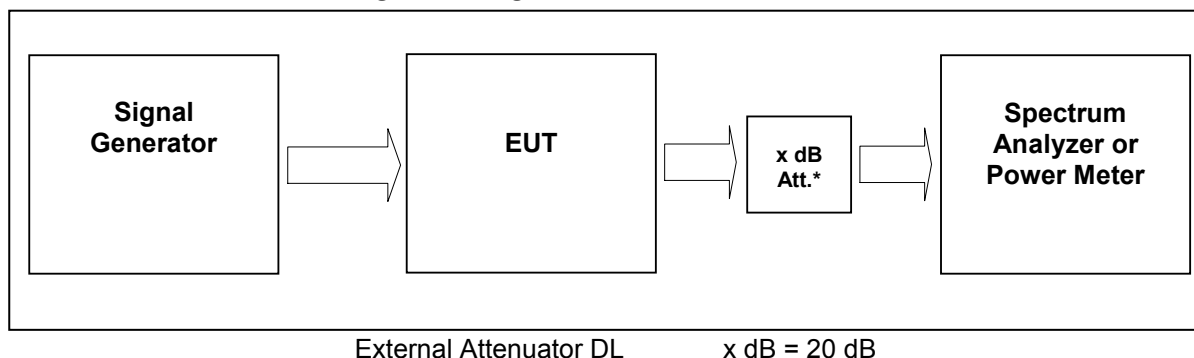 Signal
Generator
EUT
x dB
Att.*
Spectrum
Analyzer or
Power Meter
External Attenuator DL x dB = 20 dB